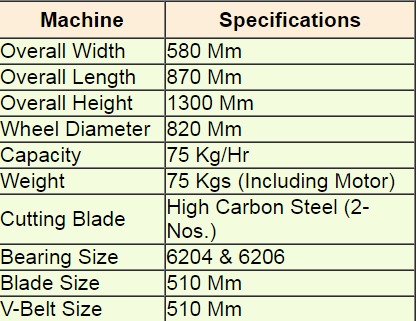 Machine Specifications
Overall Width 580 Mm
Overall Length 870 Mm
Overall Height 1300 Mm
Wheel Diameter 820 Mm
Capacity 75 Kg/Hr
Weight 75 Kgs (Including Motor)
Cutting Blade High Carbon Steel (2-
Nos.)
Bearing Size 6204 & 6206
Blade Size 510 Mm
V-Belt Size 510 Mm